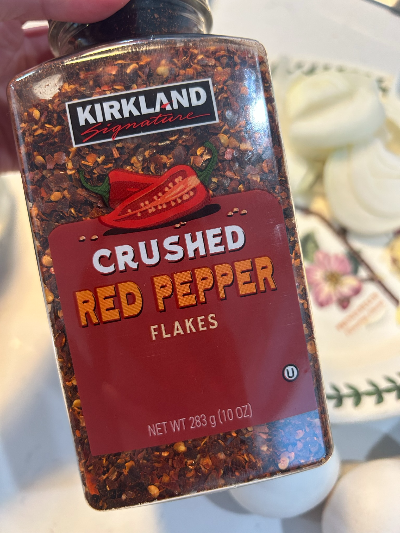 KIRKLAND
Signature
CRUSHED
RED PEPPER
FLAKES
U
NET WT 283 g (10 OZ)